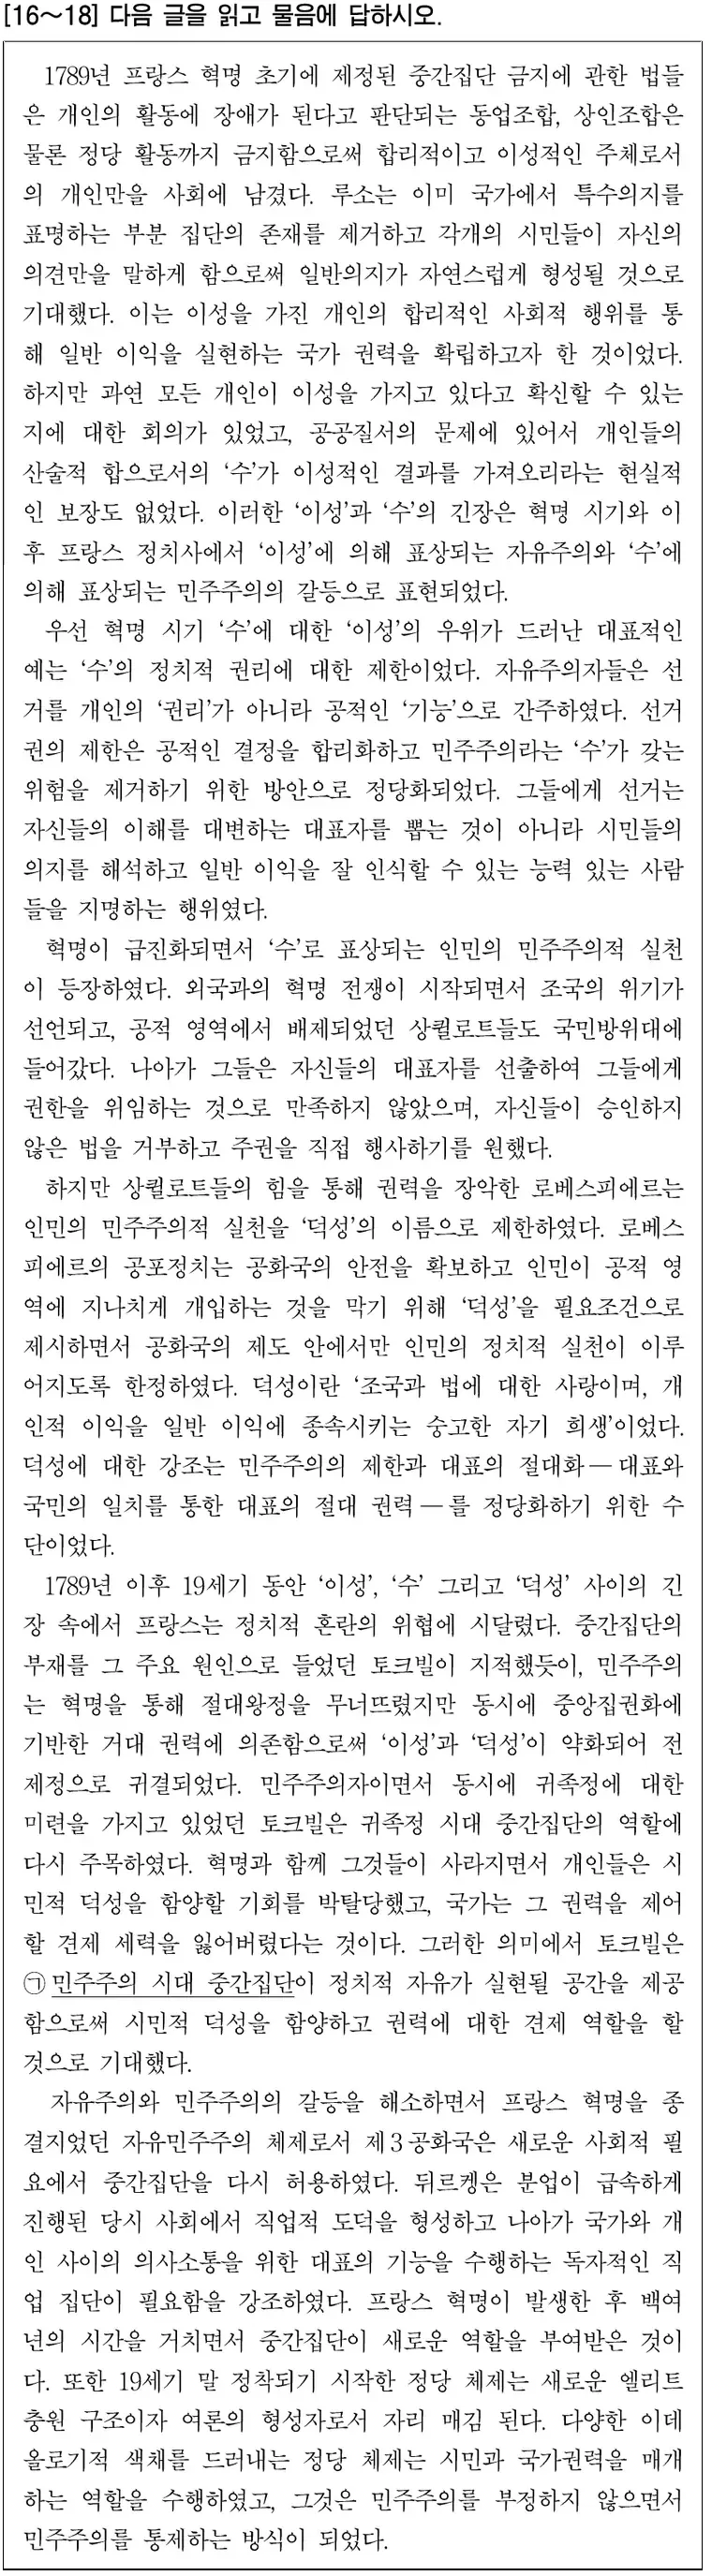 [16～18] 다음 글을 읽고 물음에 답하시오.
1789년 프랑스 혁명 초기에 제정된 중간집단 금지에 관한 법들
은 개인의 활동에 장애가 된다고 판단되는 동업조합, 상인조합은
물론 정당 활동까지 금지함으로써 합리적이고 이성적인 주체로서
의 개인만을 사회에 남겼다. 루소는 이미 국가에서 특수의지를
표명하는 부분 집단의 존재를 제거하고 각개의 시민들이 자신의
의견만을 말하게 함으로써 일반의지가 자연스럽게 형성될 것으로
기대했다. 이는 이성을 가진 개인의 합리적인 사회적 행위를 통
해 일반 이익을 실현하는 국가 권력을 확립하고자 한 것이었다.
하지만 과연 모든 개인이 이성을 가지고 있다고 확신할 수 있는
지에 대한 회의가 있었고, 공공질서의 문제에 있어서 개인들의
산술적 합으로서의 ‘수’가 이성적인 결과를 가져오리라는 현실적
인 보장도 없었다. 이러한 ‘이성’과 ‘수’의 긴장은 혁명 시기와 이
후 프랑스 정치사에서 ‘이성’에 의해 표상되는 자유주의와 ‘수’에
의해 표상되는 민주주의의 갈등으로 표현되었다.
우선 혁명 시기 ‘수’에 대한 ‘이성’의 우위가 드러난 대표적인
예는 ‘수’의 정치적 권리에 대한 제한이었다. 자유주의자들은 선
거를 개인의 ‘권리’가 아니라 공적인 ‘기능’으로 간주하였다. 선거
권의 제한은 공적인 결정을 합리화하고 민주주의라는 ‘수’가 갖는
위험을 제거하기 위한 방안으로 정당화되었다. 그들에게 선거는
자신들의 이해를 대변하는 대표자를 뽑는 것이 아니라 시민들의
의지를 해석하고 일반 이익을 잘 인식할 수 있는 능력 있는 사람
들을 지명하는 행위였다.
혁명이 급진화되면서 ‘수’로 표상되는 인민의 민주주의적 실천
이 등장하였다. 외국과의 혁명 전쟁이 시작되면서 조국의 위기가
선언되고, 공적 영역에서 배제되었던 상퀼로트들도 국민방위대에
들어갔다. 나아가 그들은 자신들의 대표자를 선출하여 그들에게
권한을 위임하는 것으로 만족하지 않았으며, 자신들이 승인하지
않은 법을 거부하고 주권을 직접 행사하기를 원했다.
하지만 상퀼로트들의 힘을 통해 권력을 장악한 로베스피에르는
인민의 민주주의적 실천을 ‘덕성’의 이름으로 제한하였다. 로베스
피에르의 공포정치는 공화국의 안전을 확보하고 인민이 공적 영
역에 지나치게 개입하는 것을 막기 위해 ‘덕성’을 필요조건으로
제시하면서 공화국의 제도 안에서만 인민의 정치적 실천이 이루
어지도록 한정하였다. 덕성이란 ‘조국과 법에 대한 사랑이며, 개
인적 이익을 일반 이익에 종속시키는 숭고한 자기 희생’이었다.
덕성에 대한 강조는 민주주의의 제한과 대표의 절대화―대표와
국민의 일치를 통한 대표의 절대 권력―를 정당화하기 위한 수
단이었다.
1789년 이후 19세기 동안 ‘이성’, ‘수’ 그리고 ‘덕성’ 사이의 긴
장 속에서 프랑스는 정치적 혼란의 위협에 시달렸다. 중간집단의
부재를 그 주요 원인으로 들었던 토크빌이 지적했듯이, 민주주의
는 혁명을 통해 절대왕정을 무너뜨렸지만 동시에 중앙집권화에
기반한 거대 권력에 의존함으로써 ‘이성’과 ‘덕성’이 약화되어 전
제정으로 귀결되었다. 민주주의자이면서 동시에 귀족정에 대한
미련을 가지고 있었던 토크빌은 귀족정 시대 중간집단의 역할에
다시 주목하였다. 혁명과 함께 그것들이 사라지면서 개인들은 시
민적 덕성을 함양할 기회를 박탈당했고, 국가는 그 권력을 제어
할 견제 세력을 잃어버렸다는 것이다. 그러한 의미에서 토크빌은
㉠민주주의 시대 중간집단이 정치적 자유가 실현될 공간을 제공
함으로써 시민적 덕성을 함양하고 권력에 대한 견제 역할을 할
것으로 기대했다.
자유주의와 민주주의의 갈등을 해소하면서 프랑스 혁명을 종
결지었던 자유민주주의 체제로서 제3공화국은 새로운 사회적 필
요에서 중간집단을 다시 허용하였다. 뒤르켕은 분업이 급속하게
진행된 당시 사회에서 직업적 도덕을 형성하고 나아가 국가와 개
인 사이의 의사소통을 위한 대표의 기능을 수행하는 독자적인 직
업 집단이 필요함을 강조하였다. 프랑스 혁명이 발생한 후 백여
년의 시간을 거치면서 중간집단이 새로운 역할을 부여받은 것이
다. 또한 19세기 말 정착되기 시작한 정당 체제는 새로운 엘리트
충원 구조이자 여론의 형성자로서 자리 매김 된다. 다양한 이데
올로기적 색채를 드러내는 정당 체제는 시민과 국가권력을 매개
하는 역할을 수행하였고, 그것은 민주주의를 부정하지 않으면서
민주주의를 통제하는 방식이 되었다.